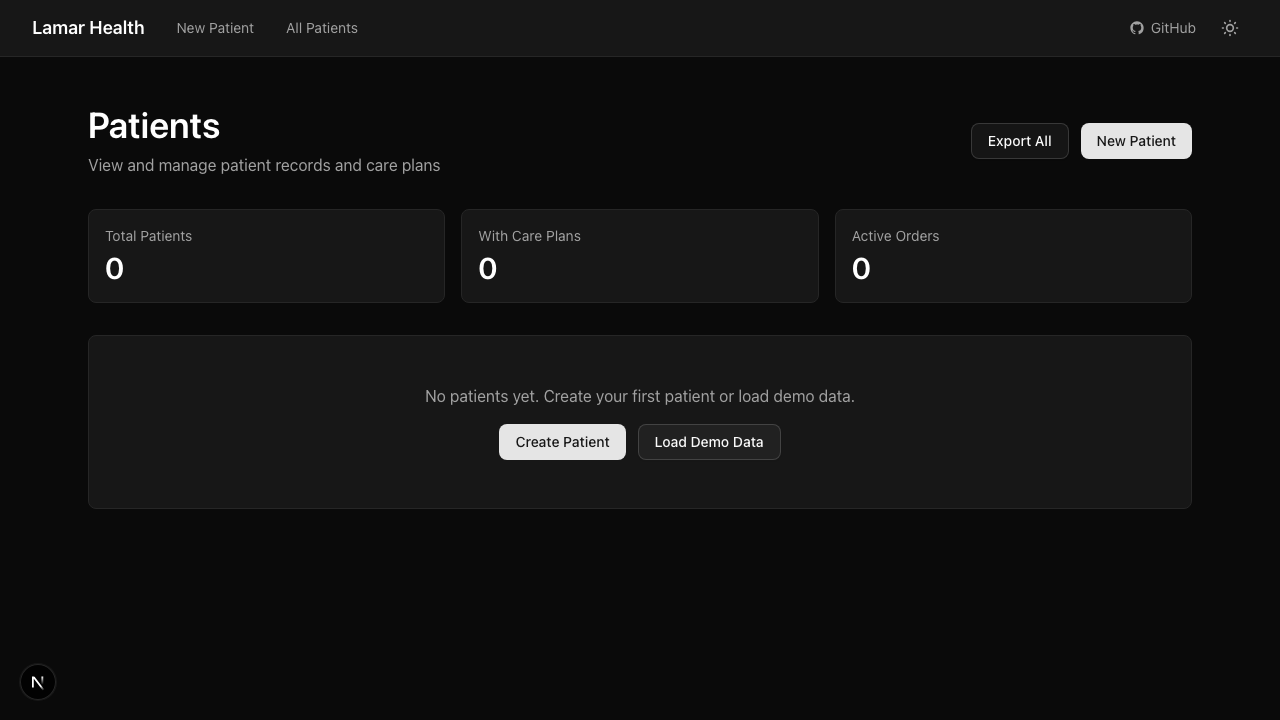 Lamar Health
New Patient
All Patients
GitHub
Patients
View and manage patient records and care plans
Export All
New Patient
Total Patients
0
With Care Plans
0
Active Orders
0
No patients yet. Create your first patient or load demo data.
Create Patient
Load Demo Data
N